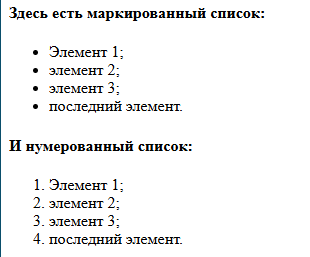 Здесь есть маркированный список:
• Элемент 1;
• элемент 2;
• элемент 3;
• последний элемент.
И нумерованный список:
1. Элемент 1;
2. элемент 2;
3. элемент 3;
4. последний элемент.